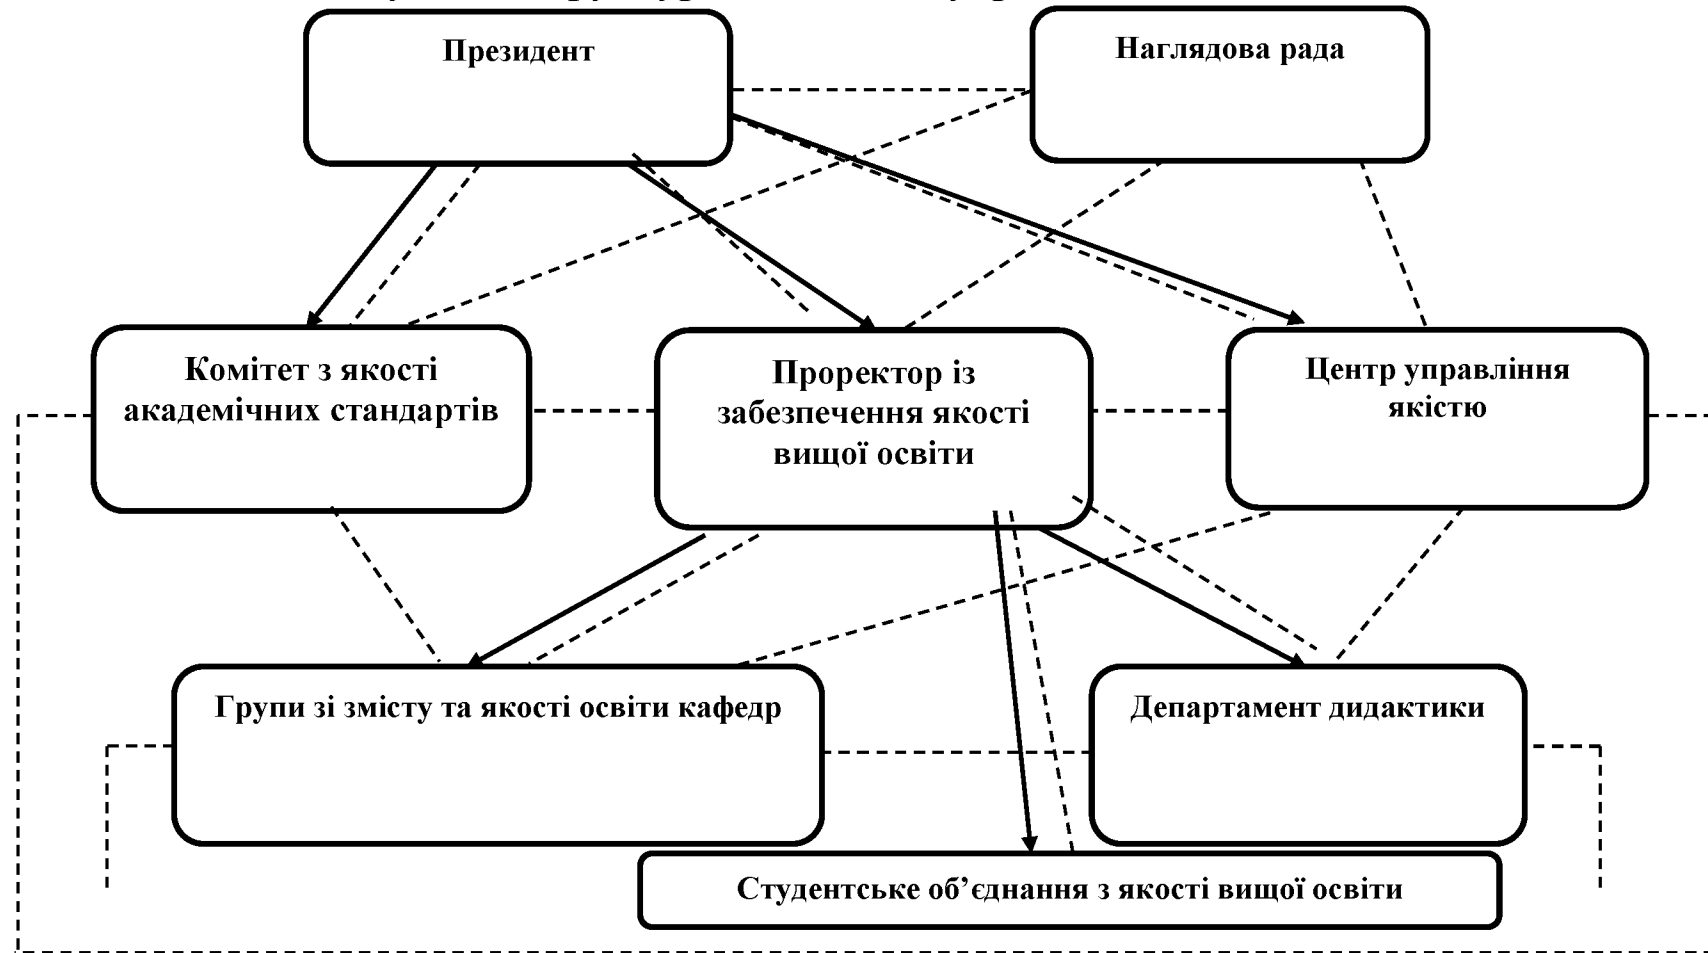 Президент
Наглядова рада
Комітет з якості
академічних стандартів
Проректор із
забезпечення якості
вищої освіти
Центр управління
якістю
Групи зі змісту та якості освіти кафедр
Департамент дидактики
Студентське об’єднання з якості вищої освіти